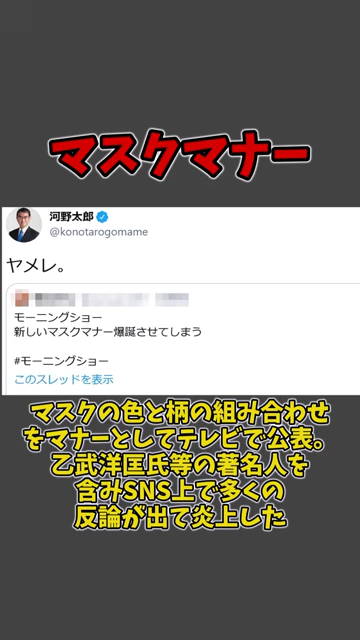 マスクマナー
河野太郎
@konotarogomame
ヤメレ。
モーニングショー
新しいマスクマナー爆誕させてしまう
#モーニングショー
このスレッドを表示
マスクの色と柄の組み合わせ
をマナーとしてテレビで公表。
乙武洋匡氏等の著名人を
含みSNS上で多くの
反論が出て炎上した